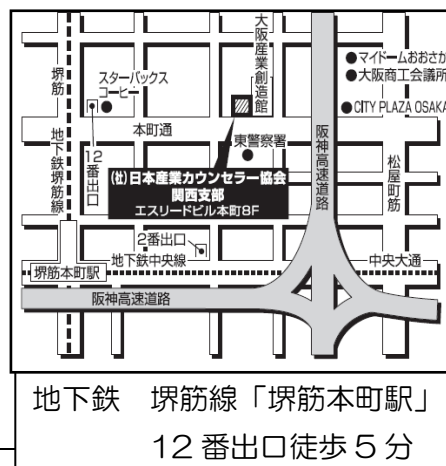 大阪産業創造館
●マイドームおおさか
●大阪商工会議所
●CITY PLAZA OSAKA
堺筋
スターバックス
コーヒー
本町通
12番出口
東警察署
阪神高速道路
松屋町筋
地下鉄堺筋線
(社)日本産業カウンセラー協会
関西支部
エスリードビル本町8F
2番出口
地下鉄中央線
中央大通
堺筋本町駅
阪神高速道路
地下鉄 堺筋線「堺筋本町駅」
12番出口徒歩5分